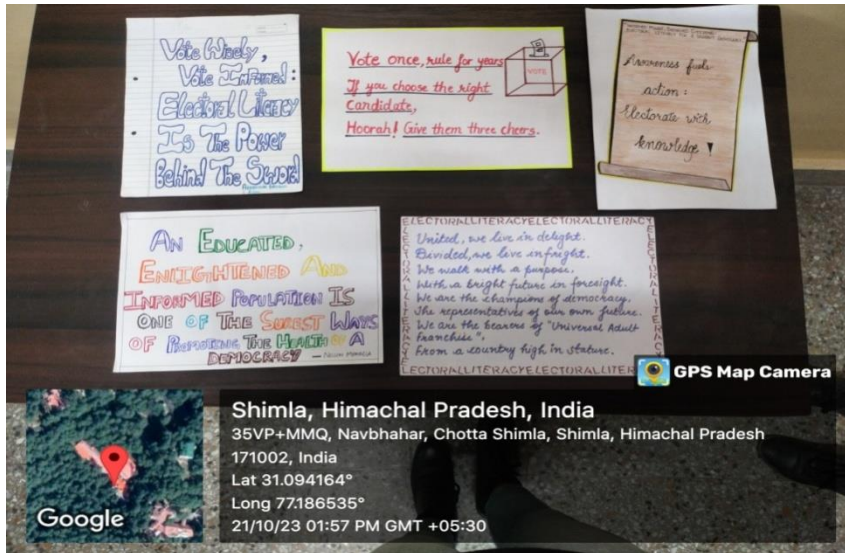 Vote Wisely,
Vote Informed:
Electoral Literacy
Is The Power
Behind The Sword
Vote once, rule for years
If you choose the right
Candidate,
Hoorah! Give them three cheers.
VOTE
Awareness fuels
action:
Electorate with
knowledge!
AN EDUCATED,
ENLIGHTENED AND
INFORMED POPULATION IS
ONE OF THE SUREST WAYS
OF PROMOTING THE HEALTH OF A
DEMOCRACY
ELECTORALLITERACYELECTORALLITERACY
United, we live in delight.
Divided, we live in fright.
We walk with a purpose.
With a bright future in foresight.
We are the champions of democracy.
The representatives of our own future.
We are the bearers of "Universal Adult
Franchise",
From a country high in stature.
GPS Map Camera
Shimla, Himachal Pradesh, India
35VP+MMQ, Navbhahar, Chotta Shimla, Shimla, Himachal Pradesh
171002, India
Lat 31.094164°
Long 77.186535°
21/10/23 01:57 PM GMT +05:30
Google